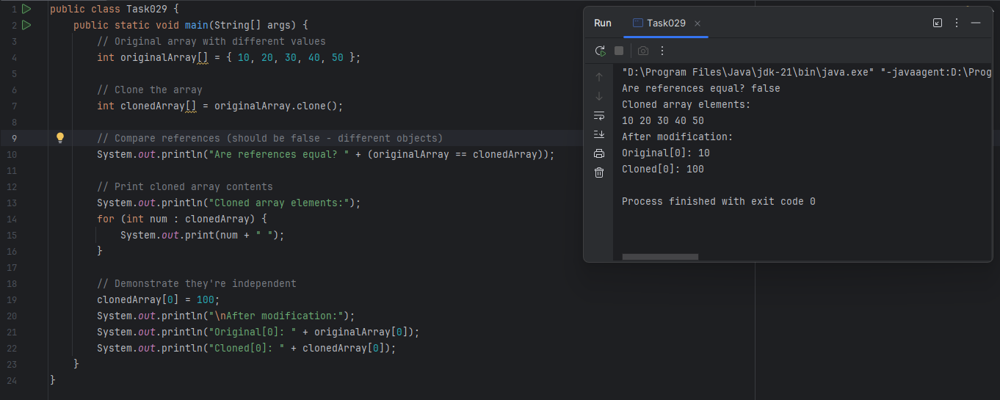 1 public class Task029 {
2 public static void main(String[] args) {
3 // Original array with different values
4 int originalArray[] = { 10, 20, 30, 40, 50 };
5
6 // Clone the array
7 int clonedArray[] = originalArray.clone();
8
9 // Compare references (should be false - different objects)
10 System.out.println("Are references equal? " + (originalArray == clonedArray));
11
12 // Print cloned array contents
13 System.out.println("Cloned array elements:");
14 for (int num : clonedArray) {
15 System.out.print(num + " ");
16 }
17
18 // Demonstrate they're independent
19 clonedArray[0] = 100;
20 System.out.println("\nAfter modification:");
21 System.out.println("Original[0]: " + originalArray[0]);
22 System.out.println("Cloned[0]: " + clonedArray[0]);
23 }
24 }
Run Task029
"D:\Program Files\Java\jdk-21\bin\java.exe" "-javaagent:D:\Prog
Are references equal? false
Cloned array elements:
10 20 30 40 50
After modification:
Original[0]: 10
Cloned[0]: 100
Process finished with exit code 0